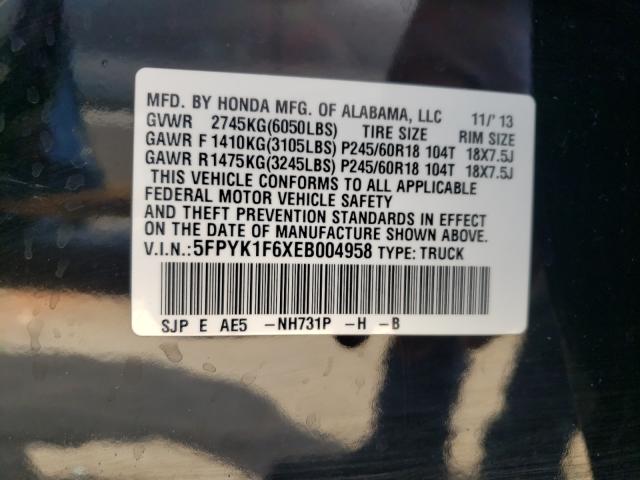 MFD. BY HONDA MFG. OF ALABAMA, LLC 11/'13
GVWR 2745KG(6050LBS) TIRE SIZE RIM SIZE
GAWR F 1410KG(3105LBS) P245/60R18 104T 18X7.5J
GAWR R 1475KG(3245LBS) P245/60R18 104T 18X7.5J
THIS VEHICLE CONFORMS TO ALL APPLICABLE
FEDERAL MOTOR VEHICLE SAFETY
AND THEFT PREVENTION STANDARDS IN EFFECT
ON THE DATE OF MANUFACTURE SHOWN ABOVE.
V.I.N.:5FPYK1F6XEB004958 TYPE: TRUCK
SJP E AE5 -NH731P -H -B